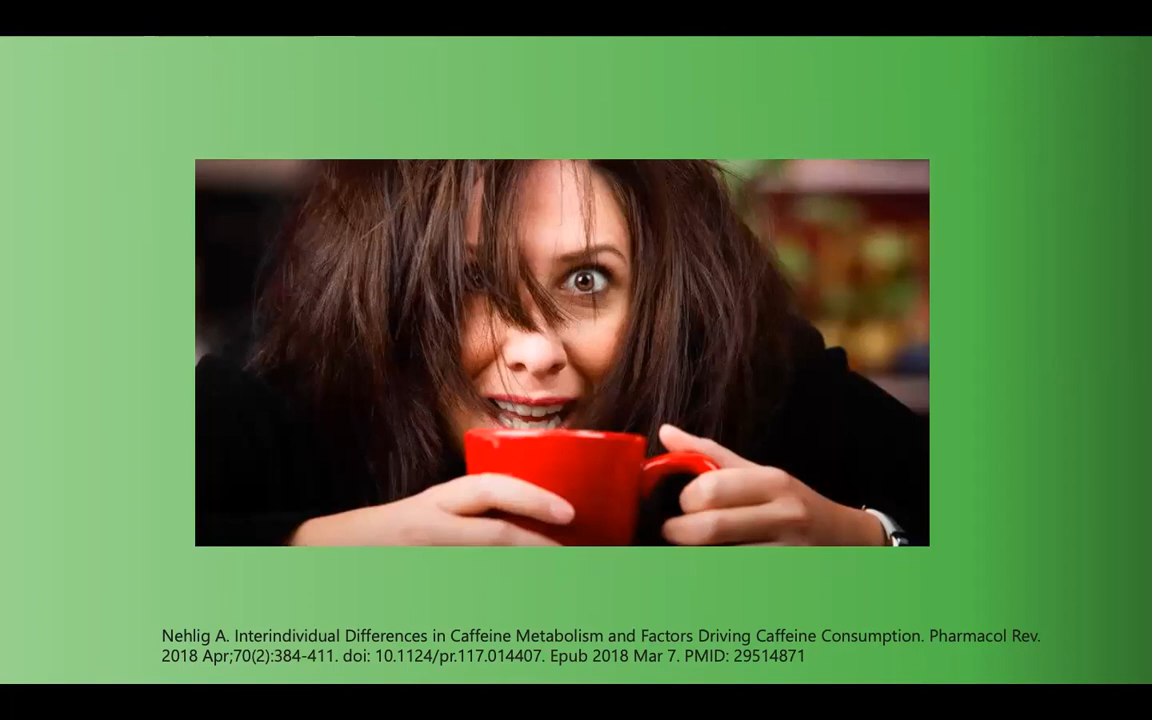 Nehlig A. Interindividual Differences in Caffeine Metabolism and Factors Driving Caffeine Consumption. Pharmacol Rev.
2018 Apr;70(2):384-411. doi: 10.1124/pr.117.014407. Epub 2018 Mar 7. PMID: 29514871